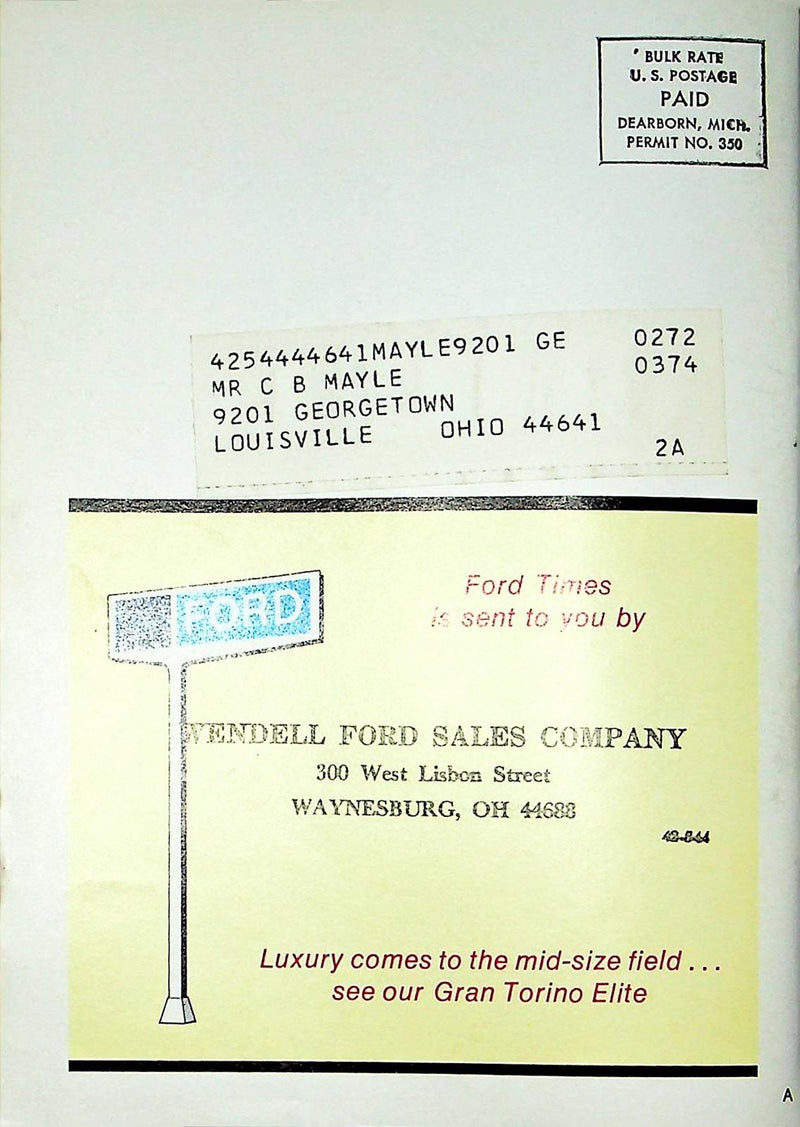 BULK RATE
U. S. POSTAGE
PAID
DEARBORN, MICH.
PERMIT NO. 350
4254444641MAYLE9201 GE 0272
MR C B MAYLE 0374
9201 GEORGETOWN
LOUISVILLE OHIO 44641
2A
FORD
Ford Times
is sent to you by
WENDELL FORD SALES COMPANY
300 West Lisbon Street
WAYNESBURG, OH 44688
Luxury comes to the mid-size field ...
see our Gran Torino Elite
A